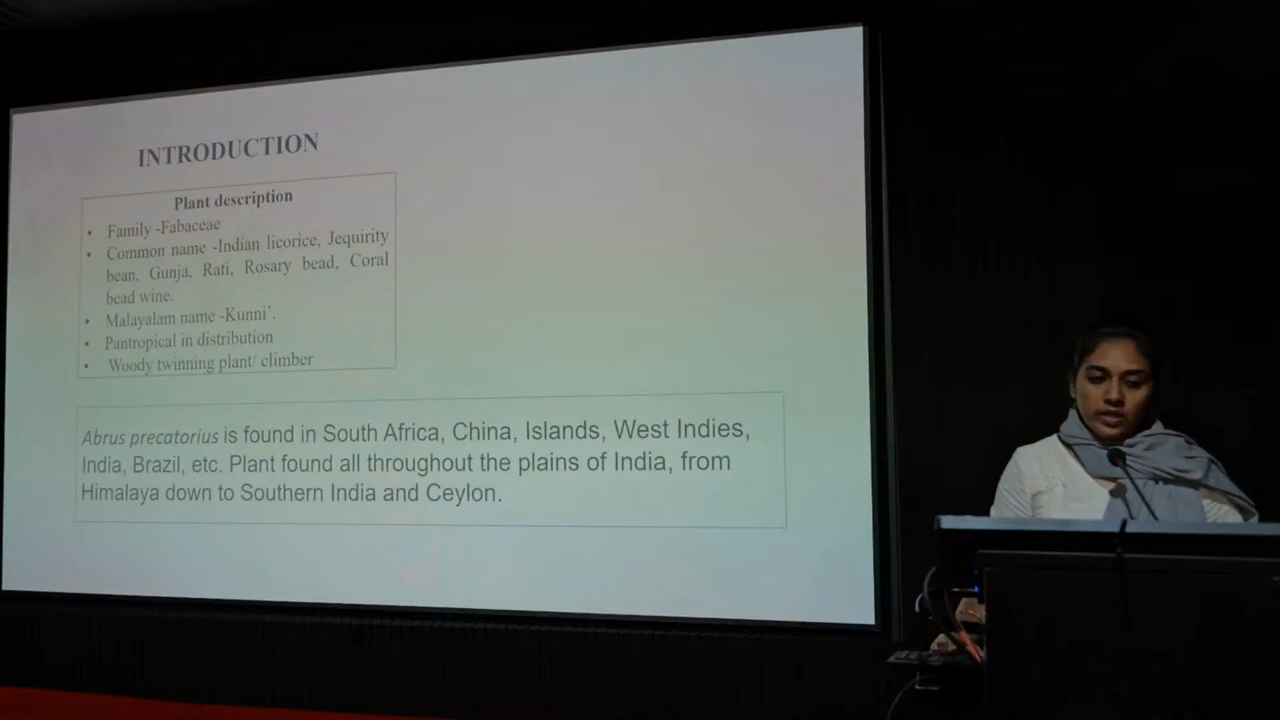 INTRODUCTION
Plant description
• Family -Fabaceae
• Common name -Indian licorice, Jequirity
bean, Gunja, Rati, Rosary bead, Coral
bead wine.
• Malayalam name -Kunni’.
• Pantropical in distribution
• Woody twinning plant/ climber
Abrus precatorius is found in South Africa, China, Islands, West Indies,
India, Brazil, etc. Plant found all throughout the plains of India, from
Himalaya down to Southern India and Ceylon.